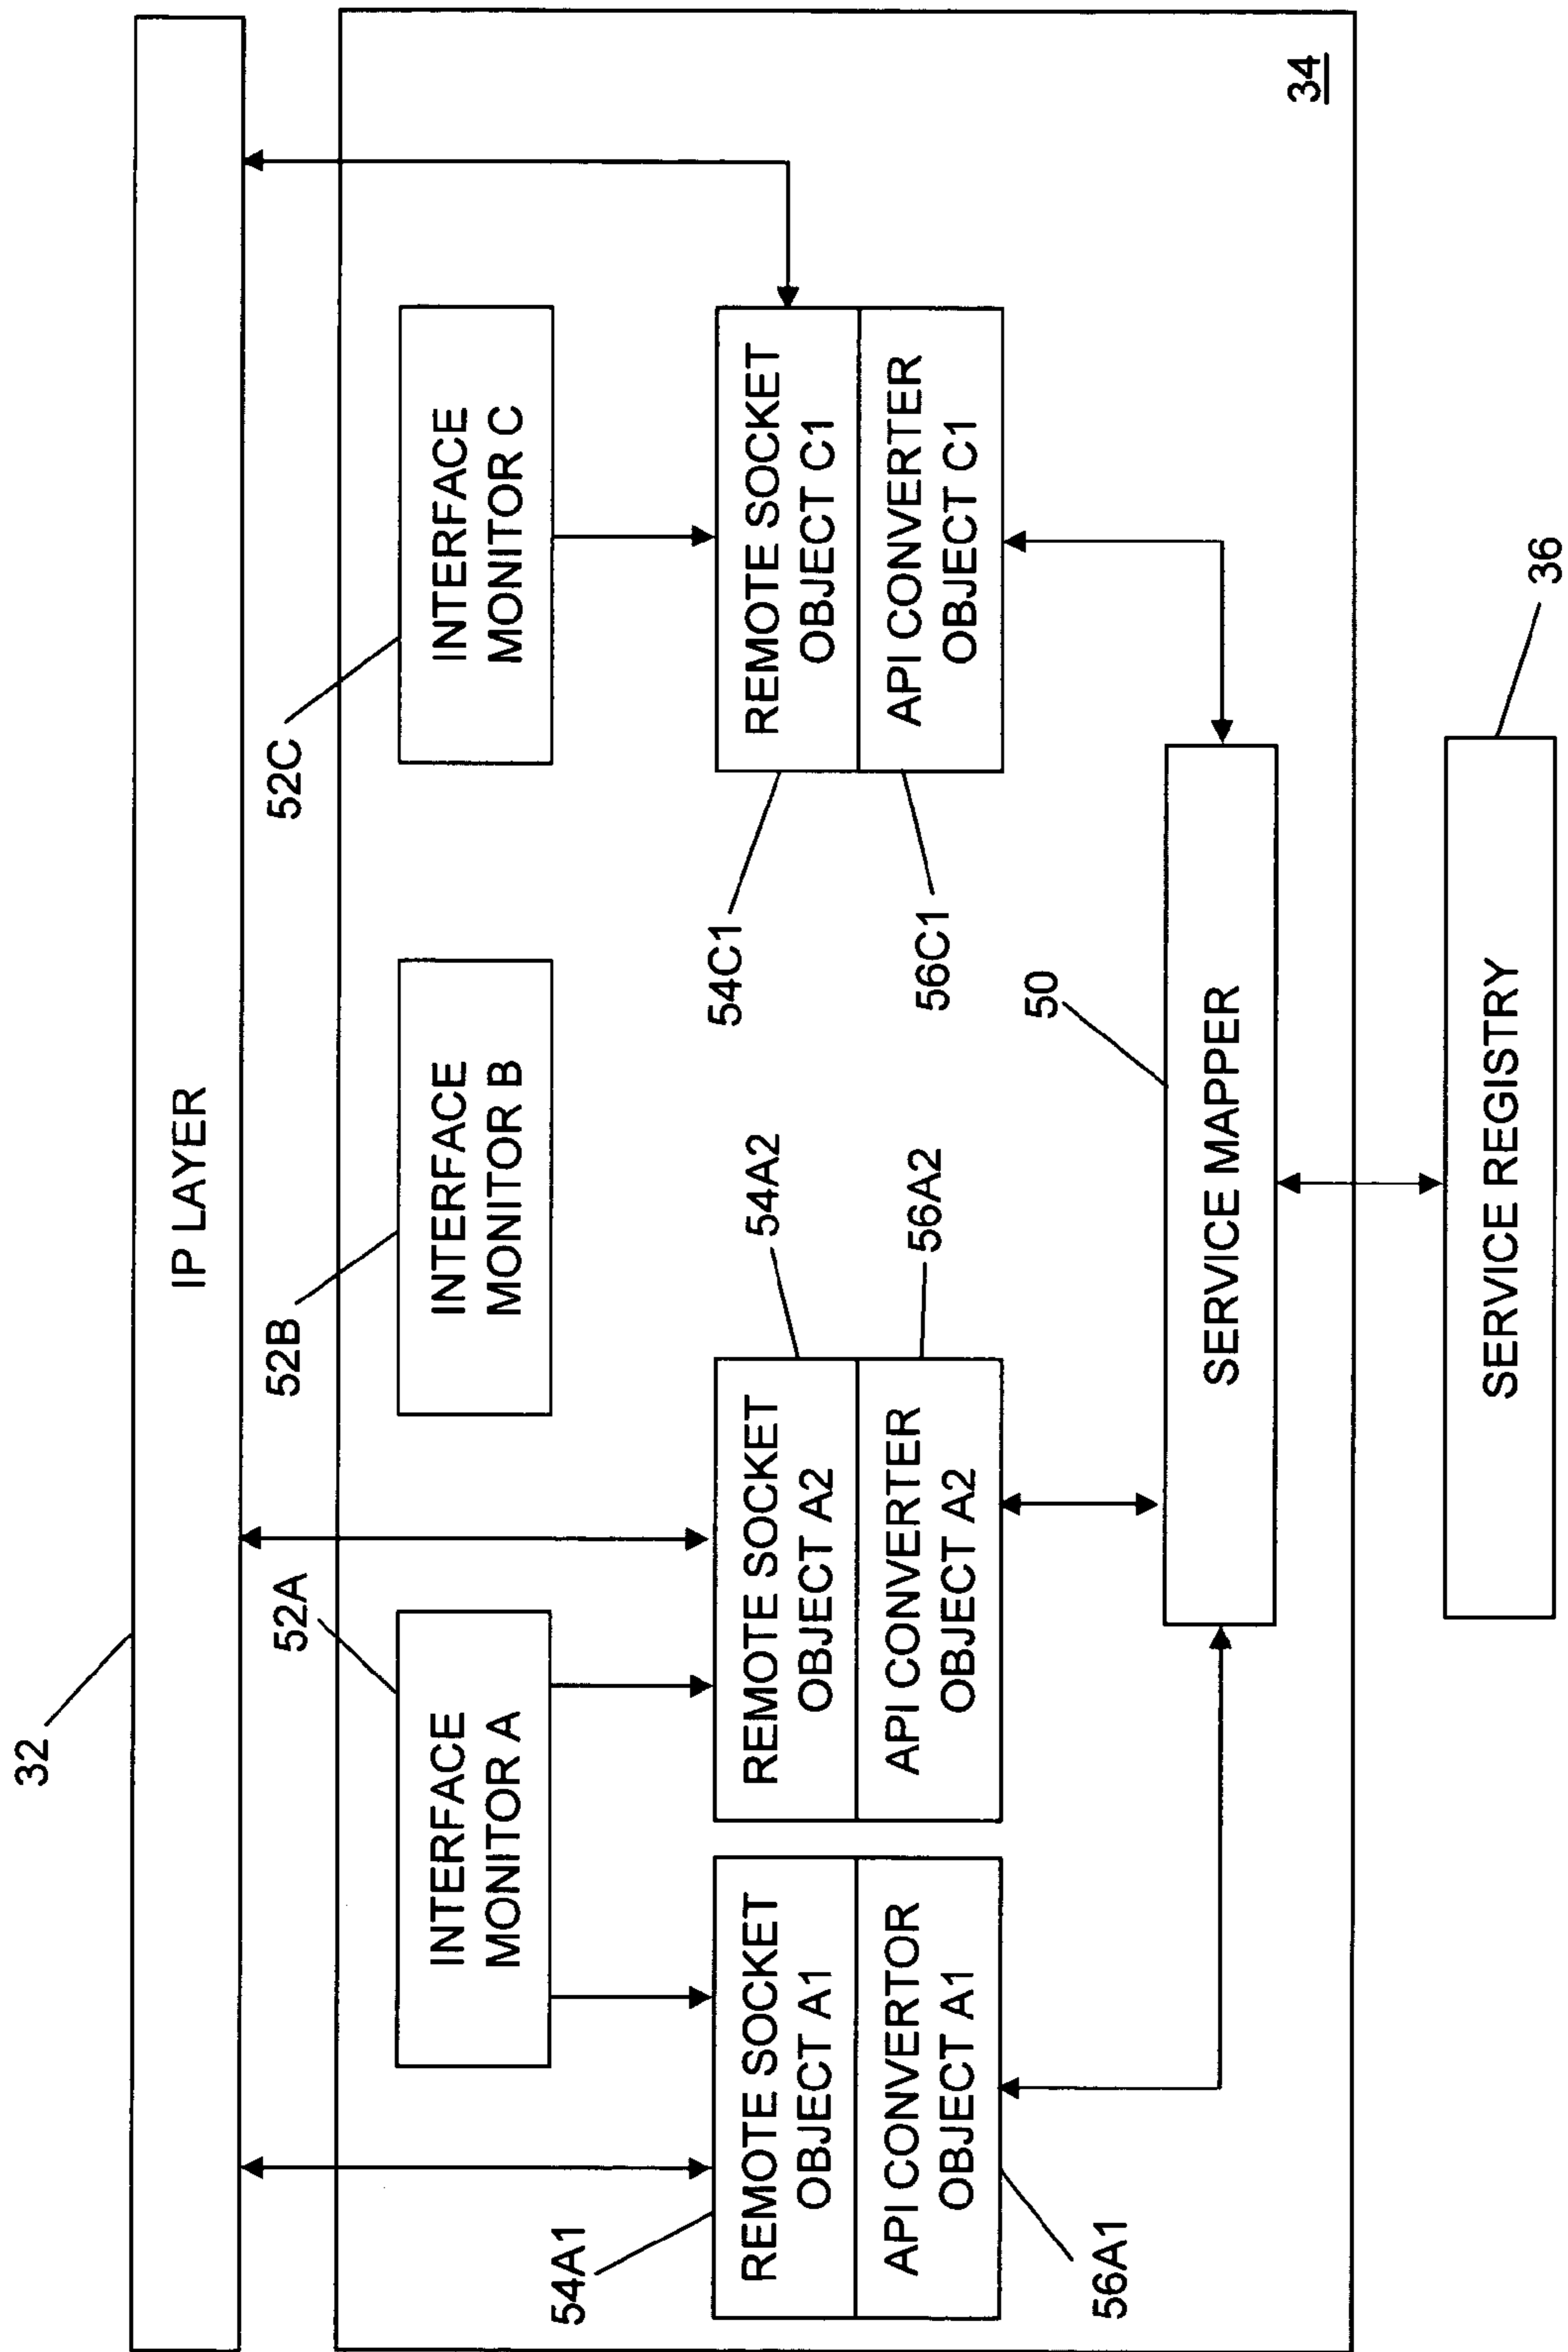 32
IP LAYER
52A
52B
52C
INTERFACE
MONITOR A
INTERFACE
MONITOR B
INTERFACE
MONITOR C
54A1
REMOTE SOCKET
OBJECT A1
API CONVERTOR
OBJECT A1
56A1
REMOTE SOCKET
OBJECT A2
API CONVERTER
OBJECT A2
54A2
56A2
54C1
56C1
REMOTE SOCKET
OBJECT C1
API CONVERTER
OBJECT C1
50
SERVICE MAPPER
34
SERVICE REGISTRY
36